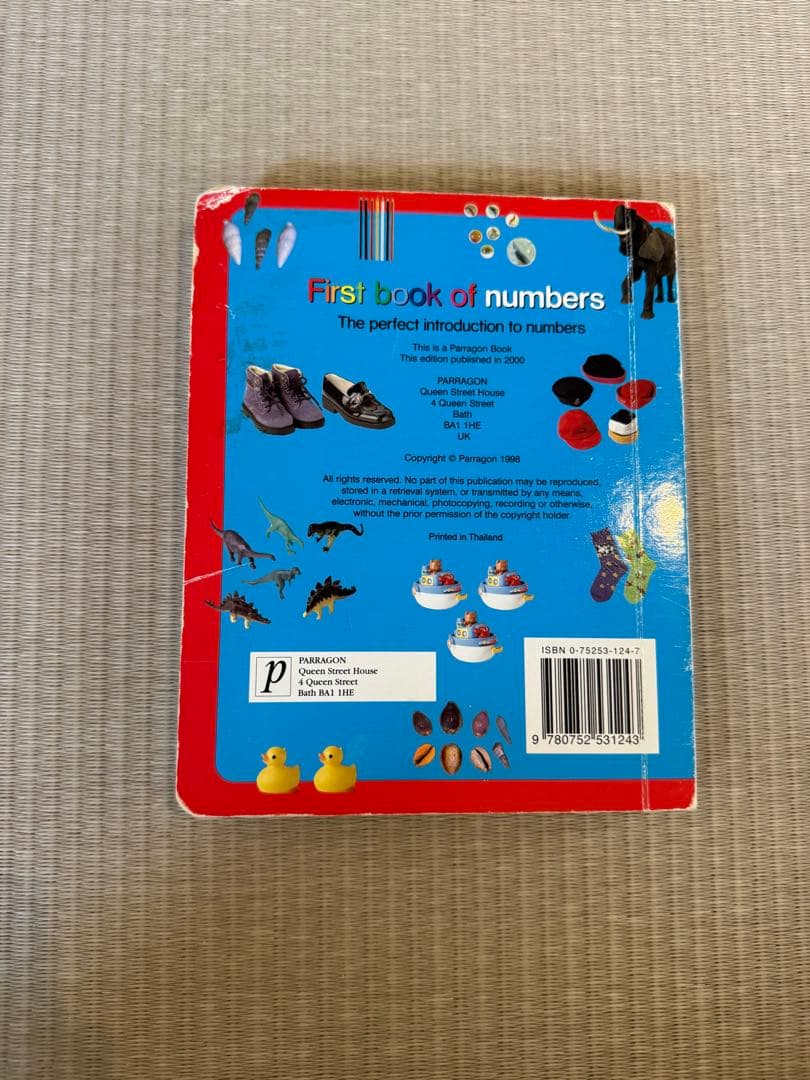 First book of numbers
The perfect introduction to numbers
This is a Parragon Book
This edition published in 2000
PARRAGON
Queen Street House
4 Queen Street
Bath
BA1 1HE
UK
Copyright © Parragon 1998
All rights reserved. No part of this publication may be reproduced,
stored in a retrieval system, or transmitted by any means,
electronic, mechanical, photocopying, recording or otherwise,
without the prior permission of the copyright holder.
Printed in Thailand
p
PARRAGON
Queen Street House
4 Queen Street
Bath BA1 1HE
ISBN 0-75253-124-7
9 780752 531243